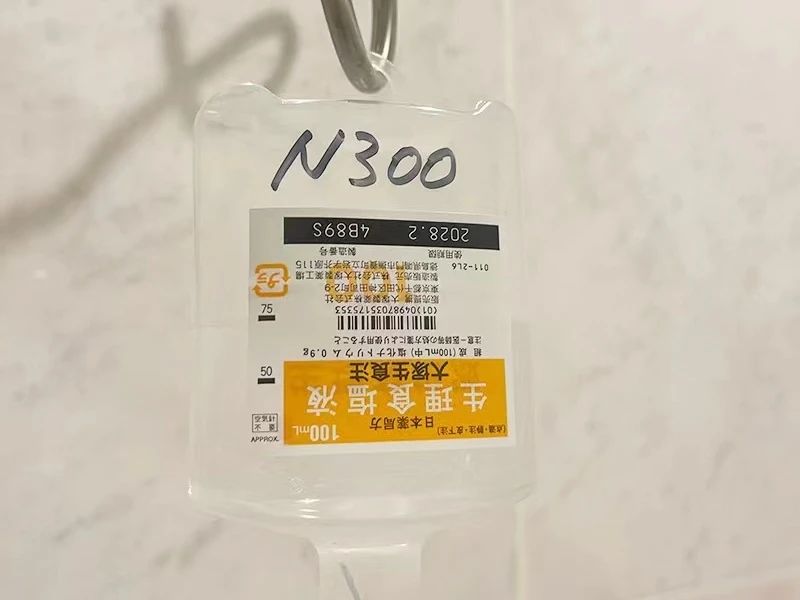 N300
(点滴・静注・皮下注) 日本薬局方 100mL
生理食塩液
大塚生食注
組成 (100mL中) 塩化ナトリウム 0.9g
注意-医師等の処方箋により使用すること
(01)04987035175353
販売提携 大塚製薬株式会社
東京都千代田区神田司町2-9
製造販売元 株式会社大塚製薬工場
徳島県鳴門市撫養町立岩字芥原115
011-2L6
使用期限 製造番号
2028.2 4B89S
プラ
75
50
APPROX.